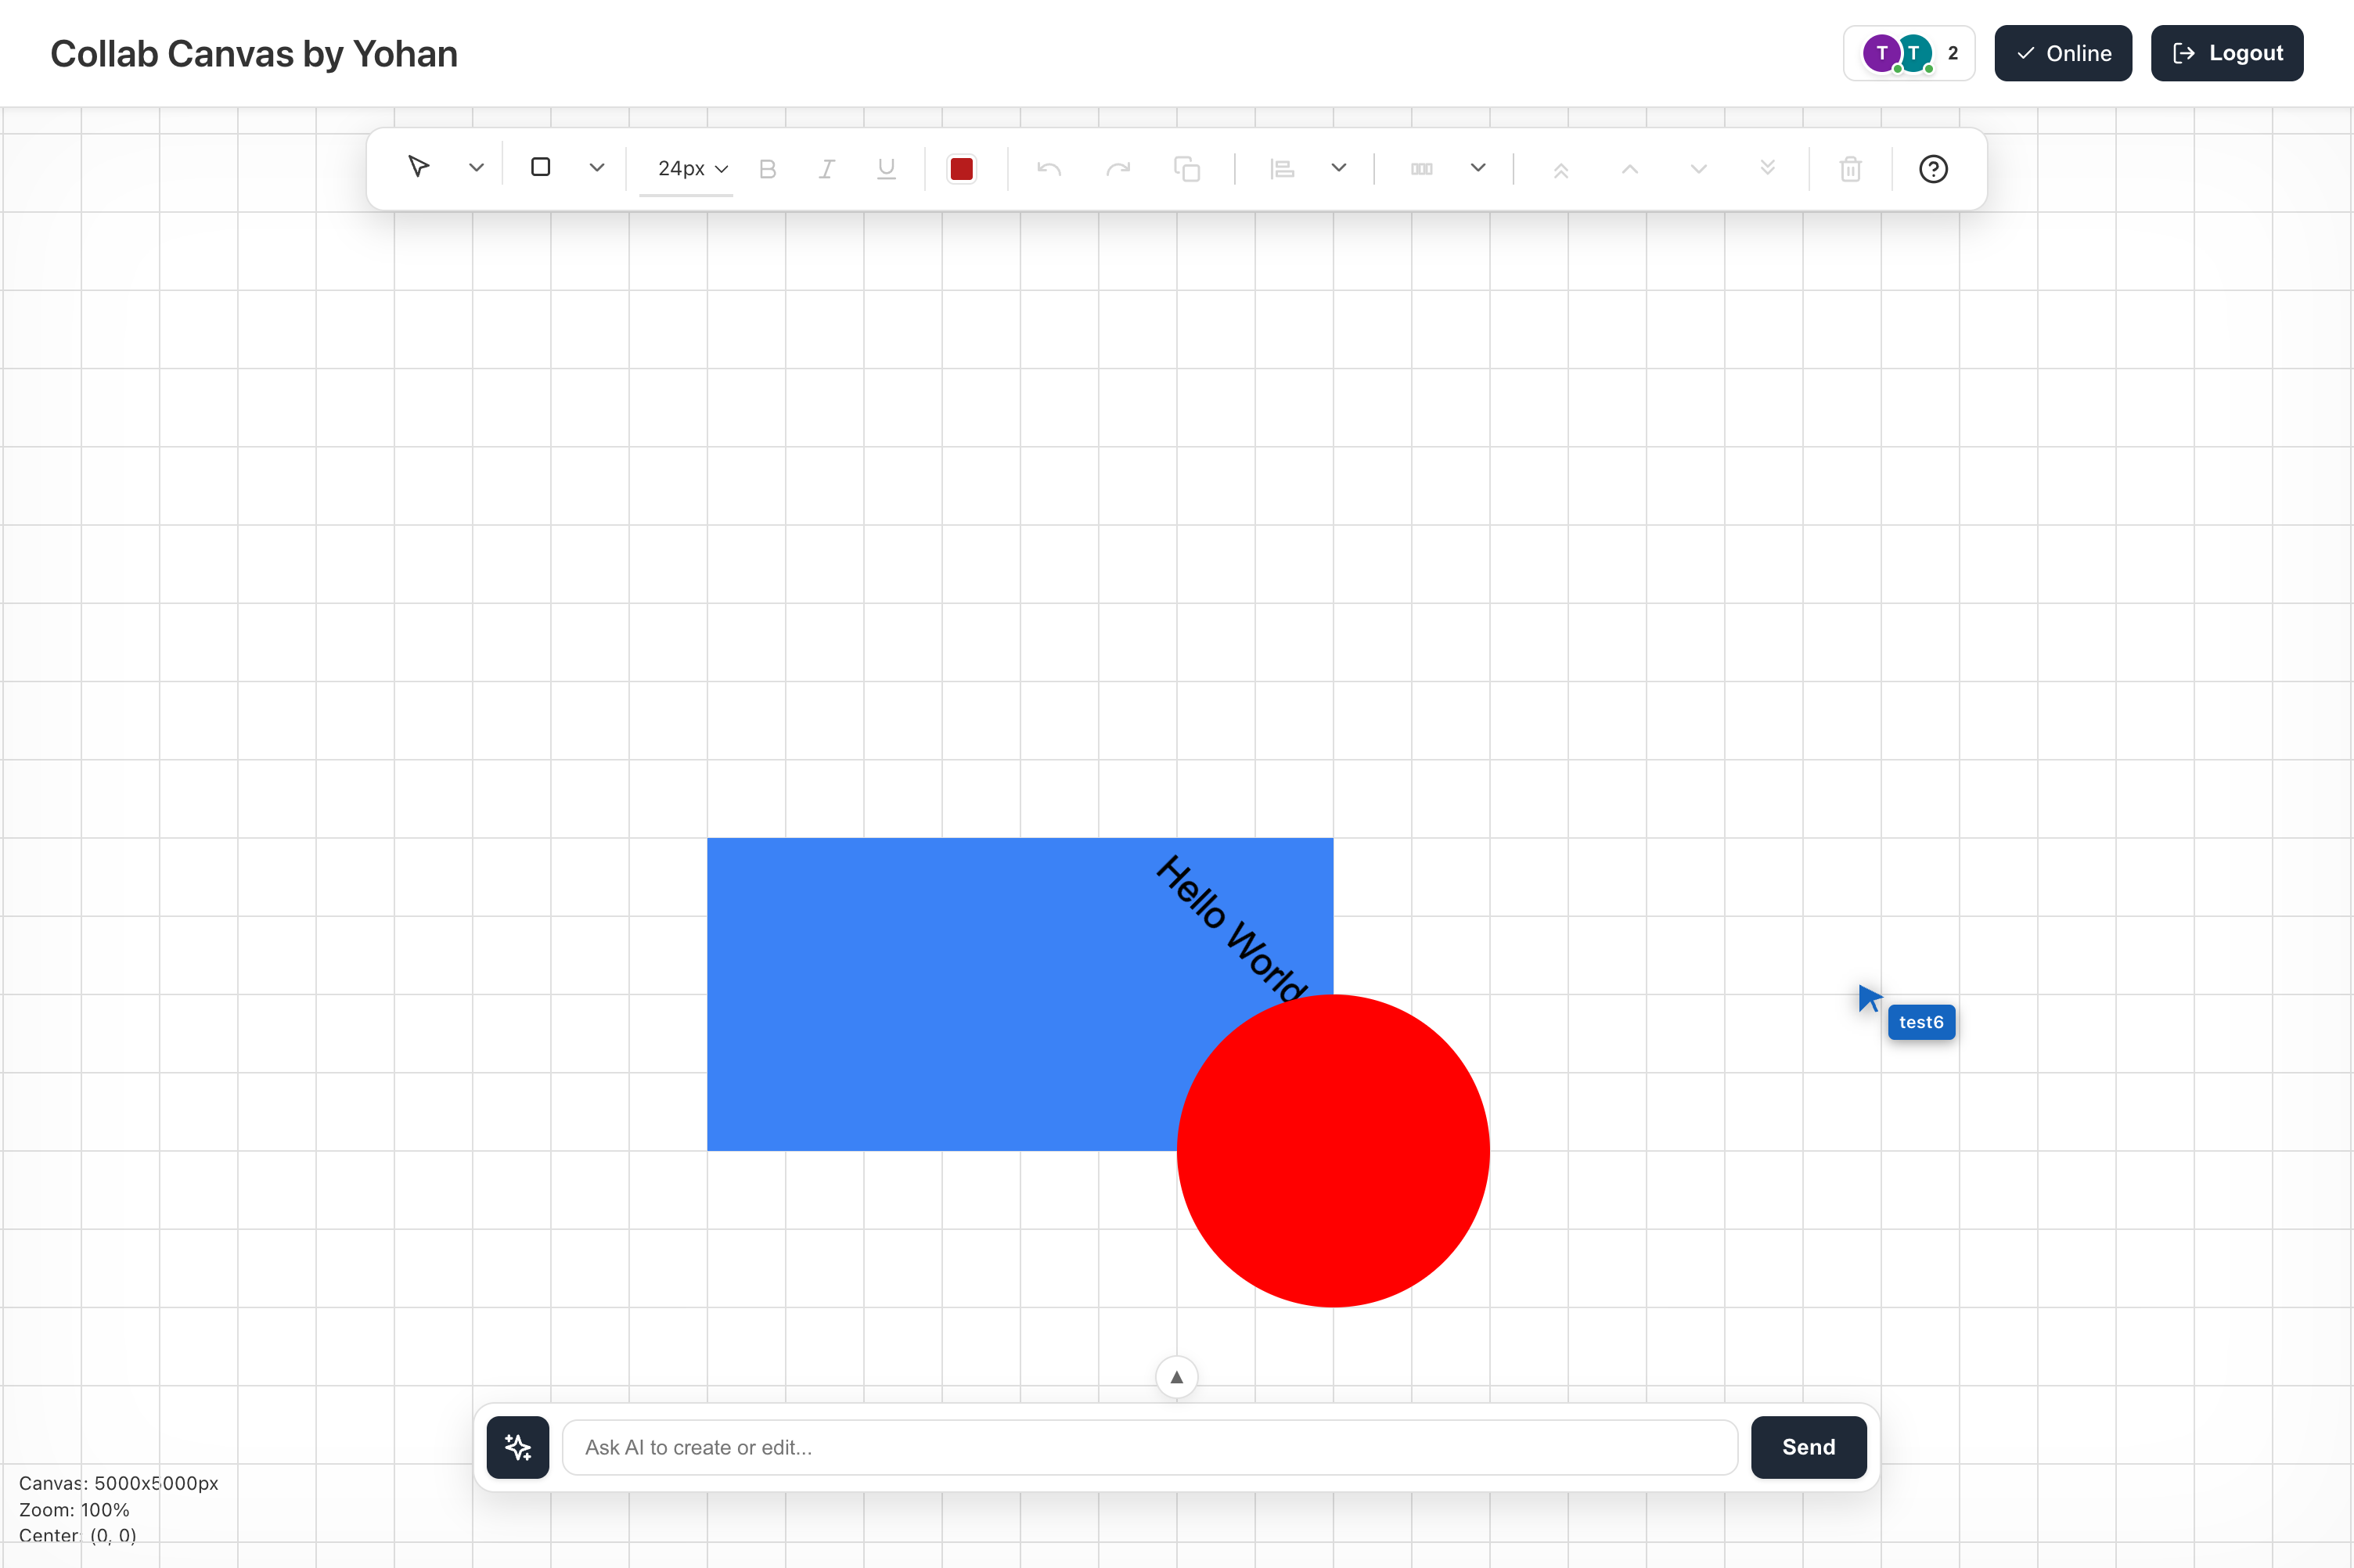 Collab Canvas by Yohan
T T 2
Online
Logout
24px
B I U
Hello World
test6
Ask AI to create or edit...
Send
Canvas: 5000x5000px
Zoom: 100%
Center: (0, 0)